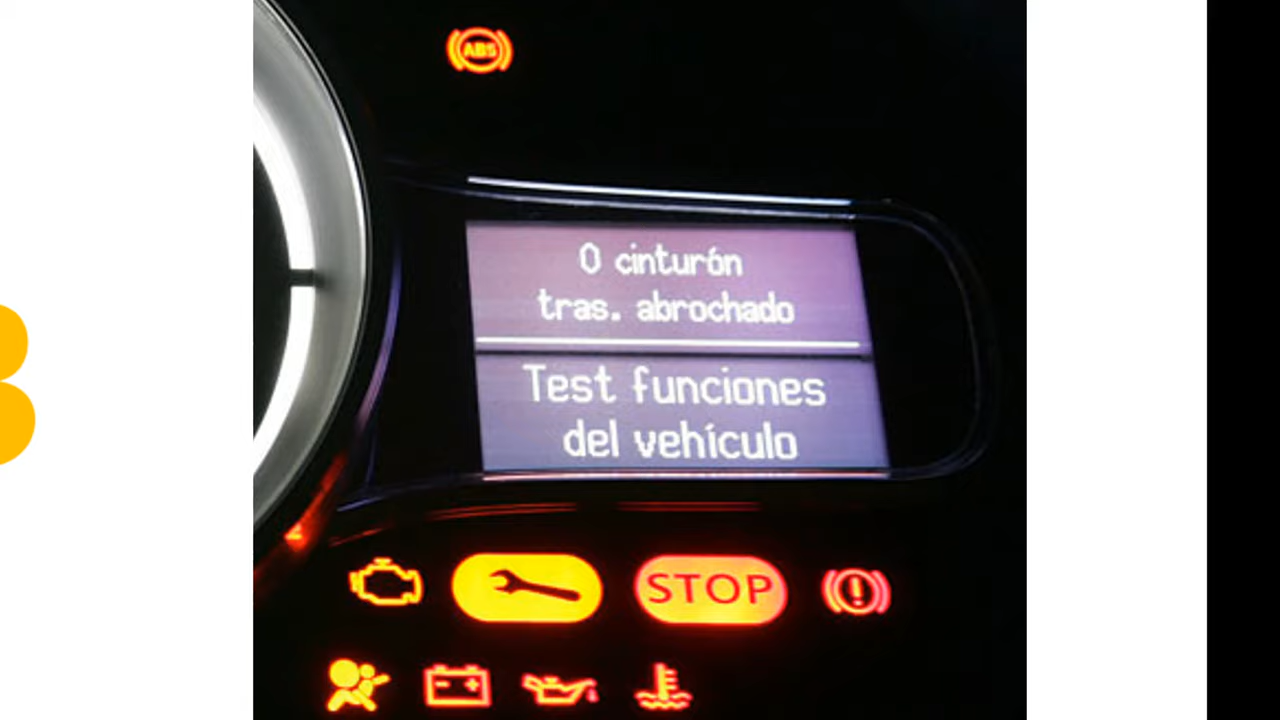 ABS
0 cinturón
tras. abrochado
Test funciones
del vehículo
STOP